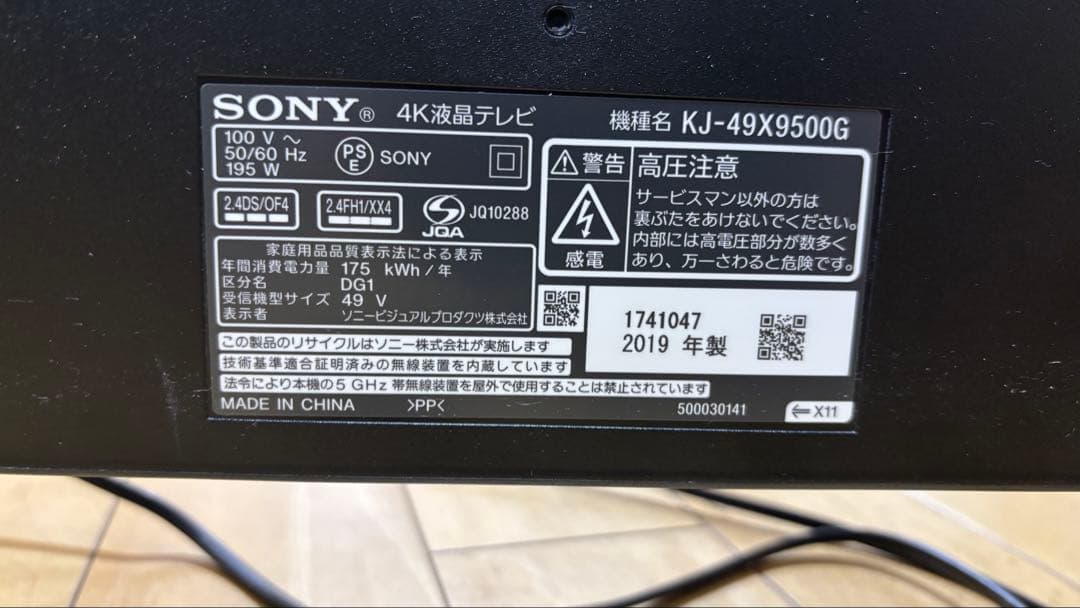 SONY® 4K液晶テレビ
機種名 KJ-49X9500G
100 V ～
50/60 Hz
195 W
PS
E
SONY
2.4DS/OF4
2.4FH1/XX4
JQA
JQ10288
家庭用品品質表示法による表示
年間消費電力量 175 kWh/年
区分名 DG1
受信機型サイズ 49 V
表示者 ソニービジュアルプロダクツ株式会社
警告
感電
高圧注意
サービスマン以外の方は
裏ぶたをあけないでください。
内部には高電圧部分が数多く
あり、万一さわると危険です。
1741047
2019 年製
この製品のリサイクルはソニー株式会社が実施します
技術基準適合証明済みの無線装置を内蔵しています
法令により本機の5 GHz 帯無線装置を屋外で使用することは禁止されています
MADE IN CHINA >PP<
500030141
⇐X11